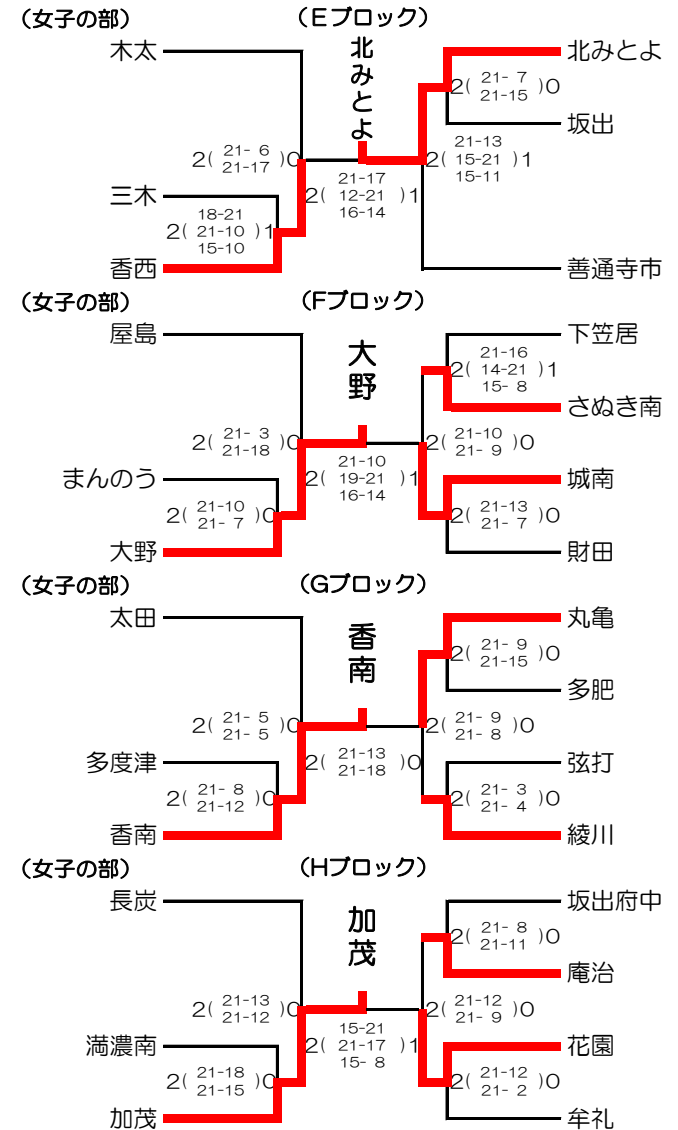 （女子の部）
（Eブロック）
木太
北みとよ
北みとよ
2( 21- 7 )0
21-15
坂出
2( 21- 6 )0
21-17
21-13
2( 15-21 )1
15-11
三木
21-17
2( 12-21 )1
16-14
18-21
2( 21-10 )1
15-10
香西
善通寺市
（女子の部）
（Fブロック）
屋島
大野
下笠居
21-16
2( 14-21 )1
15- 8
さぬき南
2( 21- 3 )0
21-18
2( 21-10 )0
21- 9
まんのう
21-10
2( 19-21 )1
16-14
城南
2( 21-10 )0
21- 7
2( 21-13 )0
21- 7
大野
財田
（女子の部）
（Gブロック）
太田
香南
丸亀
2( 21- 9 )0
21-15
多肥
2( 21- 5 )0
21- 5
2( 21- 9 )0
21- 8
多度津
2( 21-13 )0
21-18
弦打
2( 21- 8 )0
21-12
2( 21- 3 )0
21- 4
香南
綾川
（女子の部）
（Hブロック）
長炭
加茂
坂出府中
2( 21- 8 )0
21-11
庵治
2( 21-13 )0
21-12
2( 21-12 )0
21- 9
満濃南
15-21
2( 21-17 )1
15- 8
花園
2( 21-18 )0
21-15
2( 21-12 )0
21- 2
加茂
牟礼